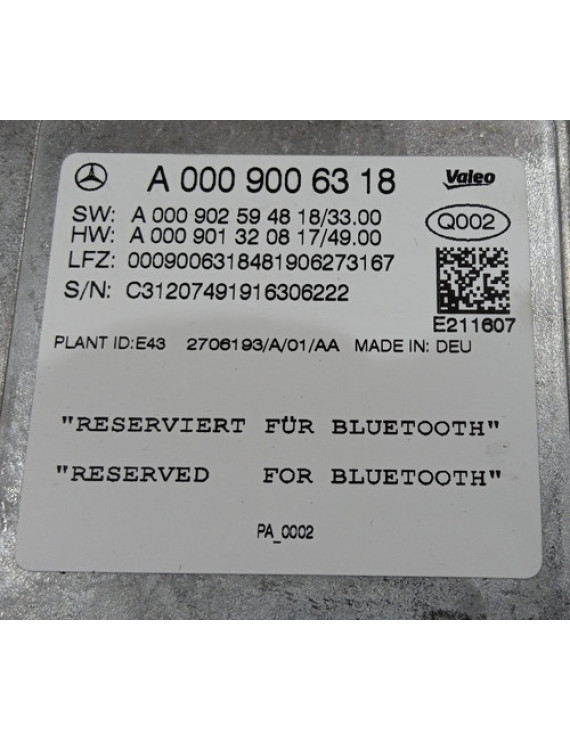 A 000 900 6318
Valeo
SW: A 000 902 59 48 18/33.00
HW: A 000 901 32 08 17/49.00
Q002
LFZ: 0009006318481906273167
S/N: C31207491916306222
E211607
PLANT ID:E43 2706193/A/01/AA MADE IN: DEU
"RESERVIERT FÜR BLUETOOTH"
"RESERVED FOR BLUETOOTH"
PA_0002